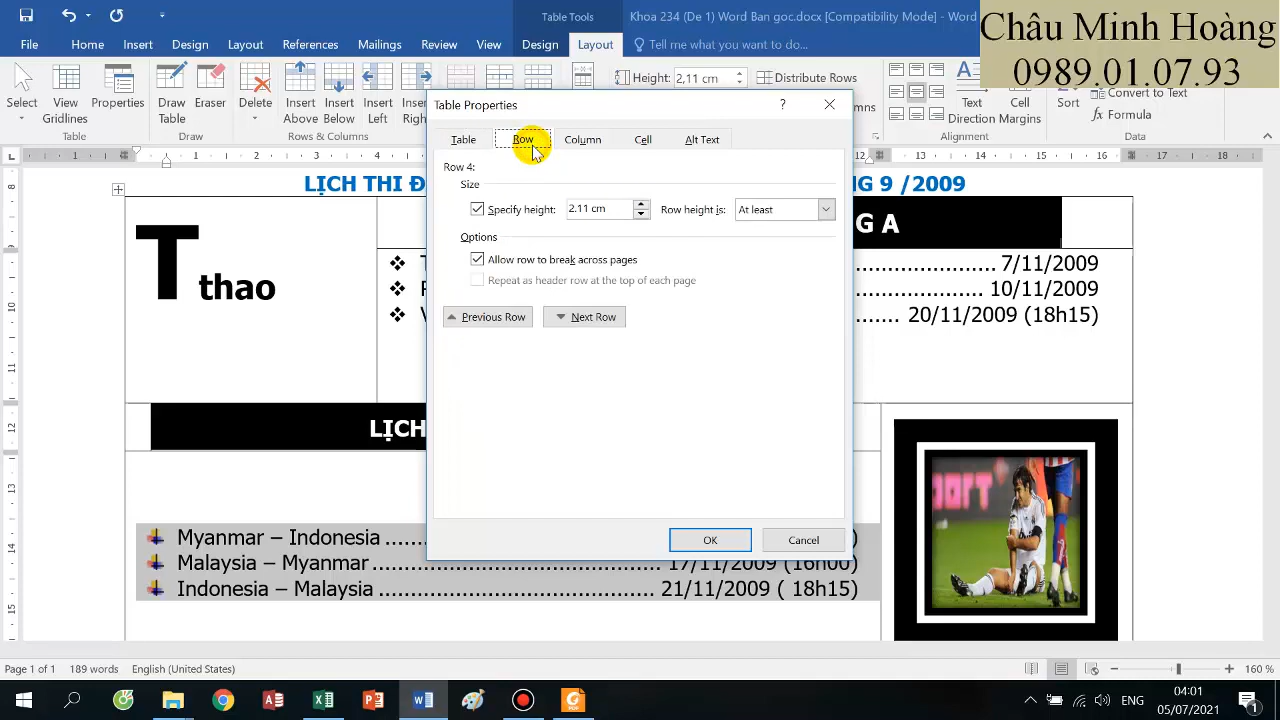 Table Tools
Khoa 234 (De 1) Word Ban goc.docx [Compatibility Mode] - Word
Châu Minh Hoàng
0989.01.07.93
File Home Insert Design Layout References Mailings Review View Design Layout Tell me what you want to do...
Select
View Gridlines
Properties
Draw Table
Eraser
Delete
Insert Above
Insert Below
Insert Left
Insert
Height: 2,11 cm
Distribute Rows
Text Direction
Cell Margins
Sort
Convert to Text
Formula
Table
Rows & Columns
Data
Table Properties
Table Row Column Cell Alt Text
Row 4:
Size
Specify height: 2.11 cm Row height is: At least
Options
Allow row to break across pages
Repeat as header row at the top of each page
Previous Row Next Row
OK Cancel
LỊCH THI Đ
NG 9 /2009
G A
T
thao
7/11/2009
10/11/2009
20/11/2009 (18h15)
LỊCH
Myanmar – Indonesia
Malaysia – Myanmar 17/11/2009 (16h00)
Indonesia – Malaysia 21/11/2009 ( 18h15)
Page 1 of 1 189 words English (United States)
160 %
ENG
04:01
05/07/2021